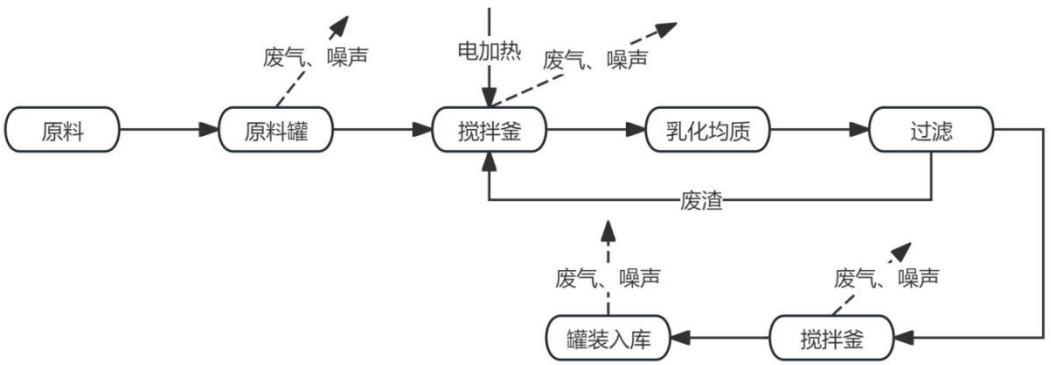 废气、噪声
电加热
废气、噪声
原料
原料罐
搅拌釜
乳化均质
过滤
废渣
废气、噪声
废气、噪声
罐装入库
搅拌釜